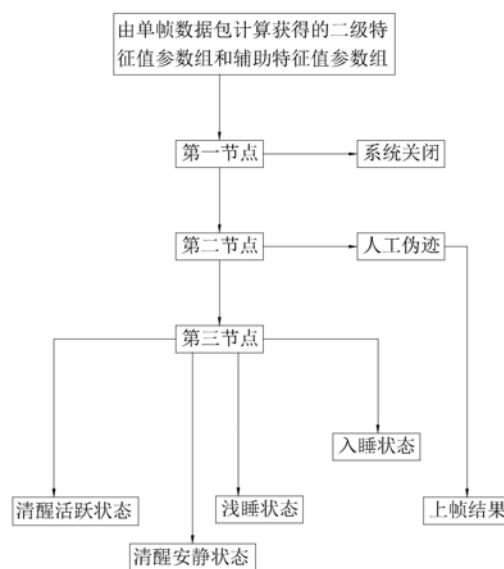 由单帧数据包计算获得的二级特
征值参数组和辅助特征值参数组
第一节点
系统关闭
第二节点
人工伪迹
第三节点
入睡状态
清醒活跃状态
浅睡状态
上帧结果
清醒安静状态